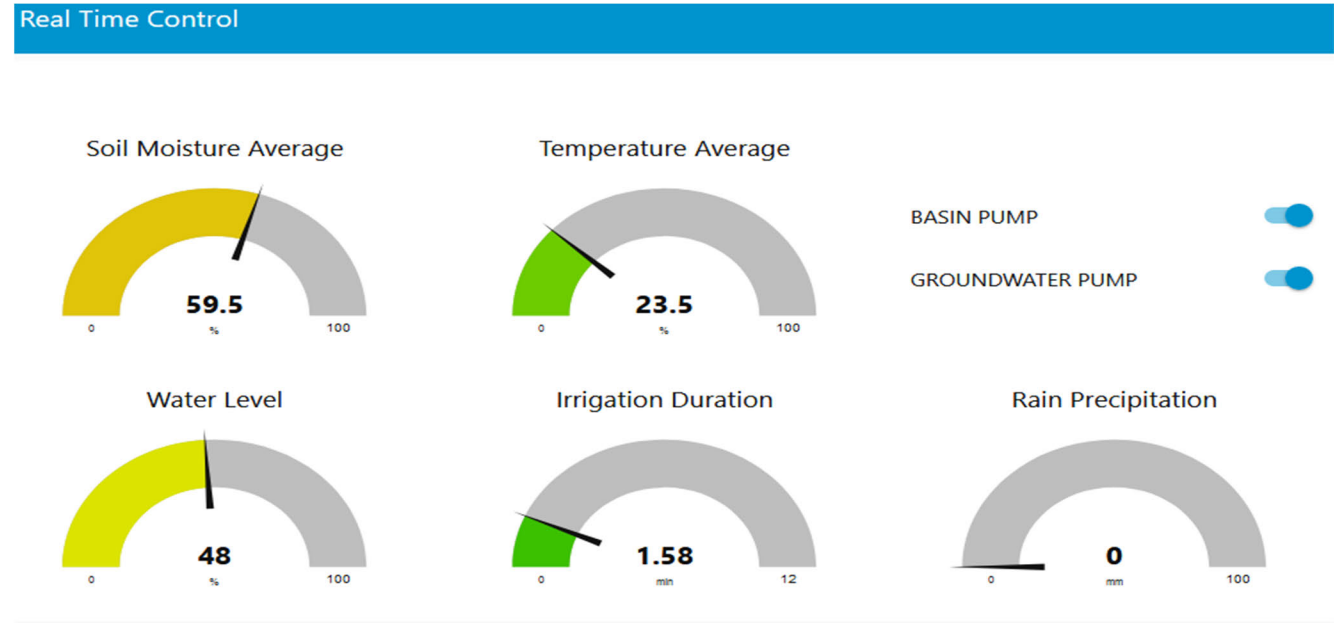 Real Time Control
Soil Moisture Average
59.5
%
0
100
Temperature Average
23.5
%
0
100
BASIN PUMP
GROUNDWATER PUMP
Water Level
48
%
0
100
Irrigation Duration
1.58
min
0
12
Rain Precipitation
0
mm
0
100